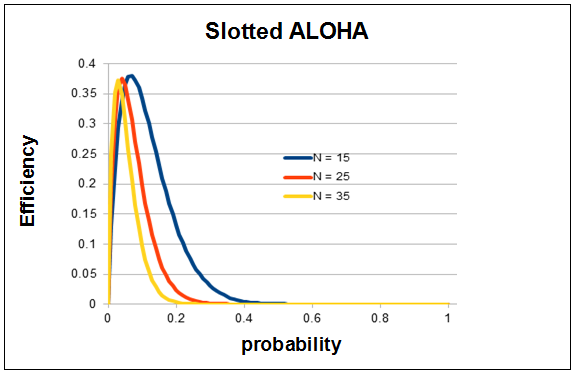 Slotted ALOHA
Efficiency
0.4
0.35
0.3
0.25
0.2
0.15
0.1
0.05
0
N = 15
N = 25
N = 35
0 0.2 0.4 0.6 0.8 1
probability